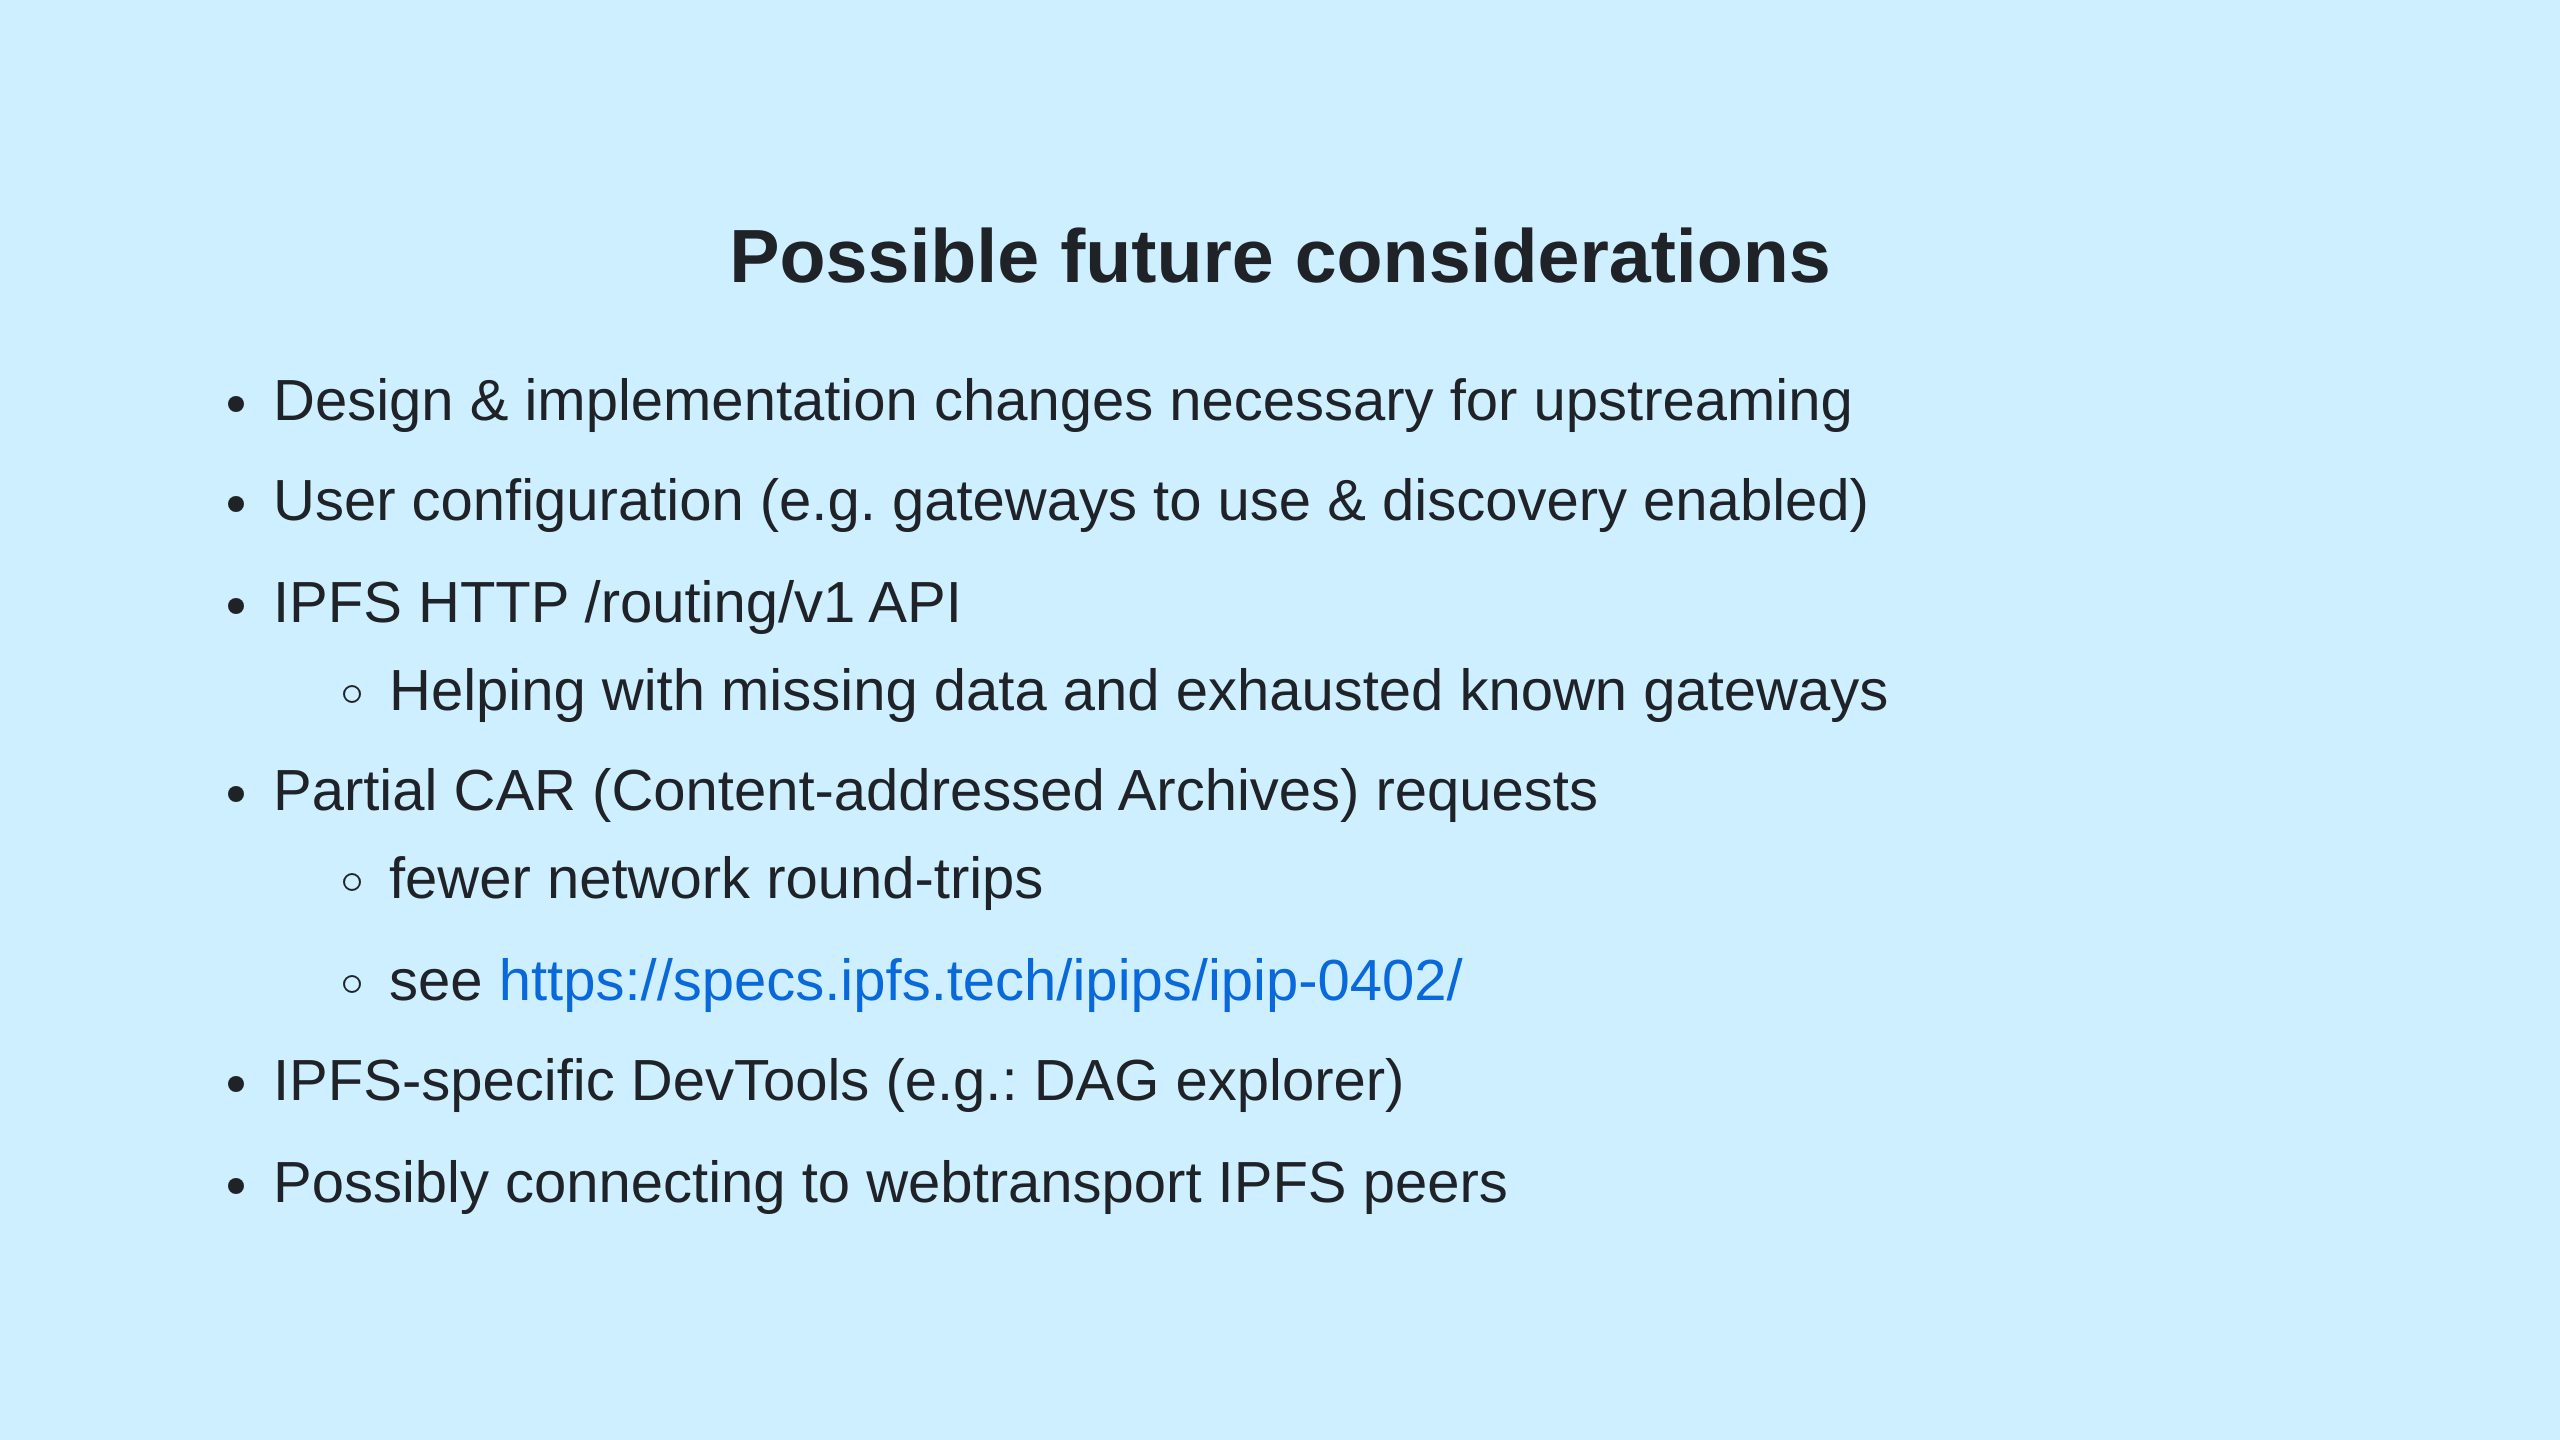 Possible future considerations
• Design & implementation changes necessary for upstreaming
• User configuration (e.g. gateways to use & discovery enabled)
• IPFS HTTP /routing/v1 API
◦ Helping with missing data and exhausted known gateways
• Partial CAR (Content-addressed Archives) requests
◦ fewer network round-trips
◦ see https://specs.ipfs.tech/ipips/ipip-0402/
• IPFS-specific DevTools (e.g.: DAG explorer)
• Possibly connecting to webtransport IPFS peers